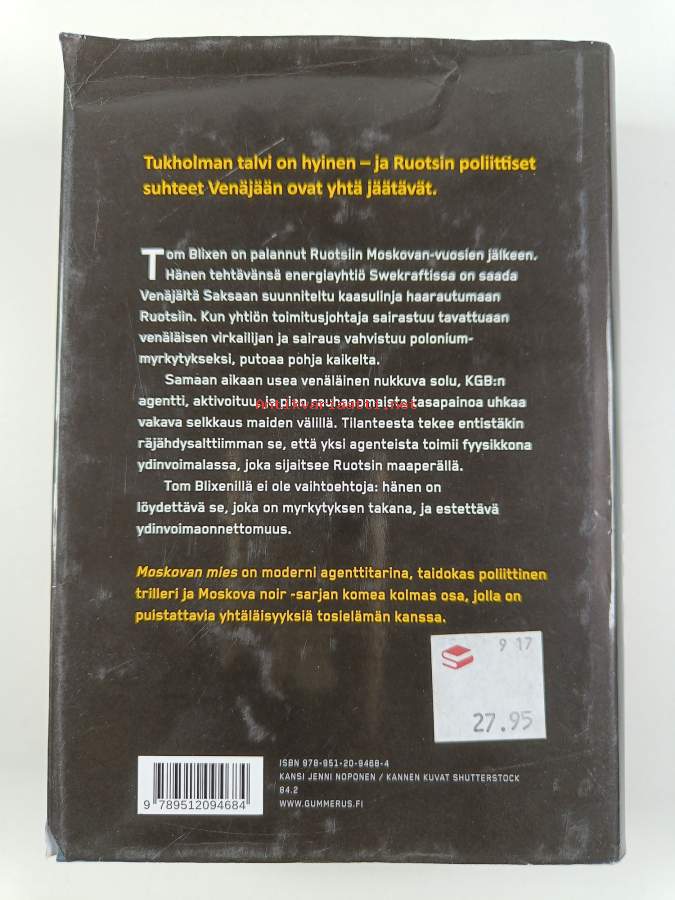 Tukholman talvi on hyinen – ja Ruotsin poliittiset
suhteet Venäjään ovat yhtä jäätävät.
Tom Blixen on palannut Ruotsiin Moskovan-vuosien jälkeen.
Hänen tehtävänsä energiayhtiö Swekraftissa on saada
Venäjältä Saksaan suunniteltu kaasulinja haarautumaan
Ruotsiin. Kun yhtiön toimitusjohtaja sairastuu tavattuaan
venäläisen virkailijan ja sairaus vahvistuu polonium-
myrkytykseksi, putoaa pohja kaikelta.
Samaan aikaan usea venäläinen nukkuva solu, KGB:n
agentti, aktivoituu, ja pian rauhanomaista tasapainoa uhkaa
antikvariaatti.net
vakava selkkaus maiden välillä. Tilanteesta tekee entistäkin
räjähdysalttiimman se, että yksi agenteista toimii fyysikkona
ydinvoimalassa, joka sijaitsee Ruotsin maaperällä.
Tom Blixenillä ei ole vaihtoehtoja: hänen on
löydettävä se, joka on myrkytyksen takana, ja estettävä
ydinvoimaonnettomuus.
Moskovan mies on moderni agenttitarina, taidokas poliittinen
trilleri ja Moskova noir -sarjan komea kolmas osa, jolla on
puistattavia yhtäläisyyksiä tosielämän kanssa.
9 17
27.95
ISBN 978-951-20-9468-4
KANSI JENNI NOPONEN / KANNEN KUVAT SHUTTERSTOCK
84.2
WWW.GUMMERUS.FI
9 789512 094684